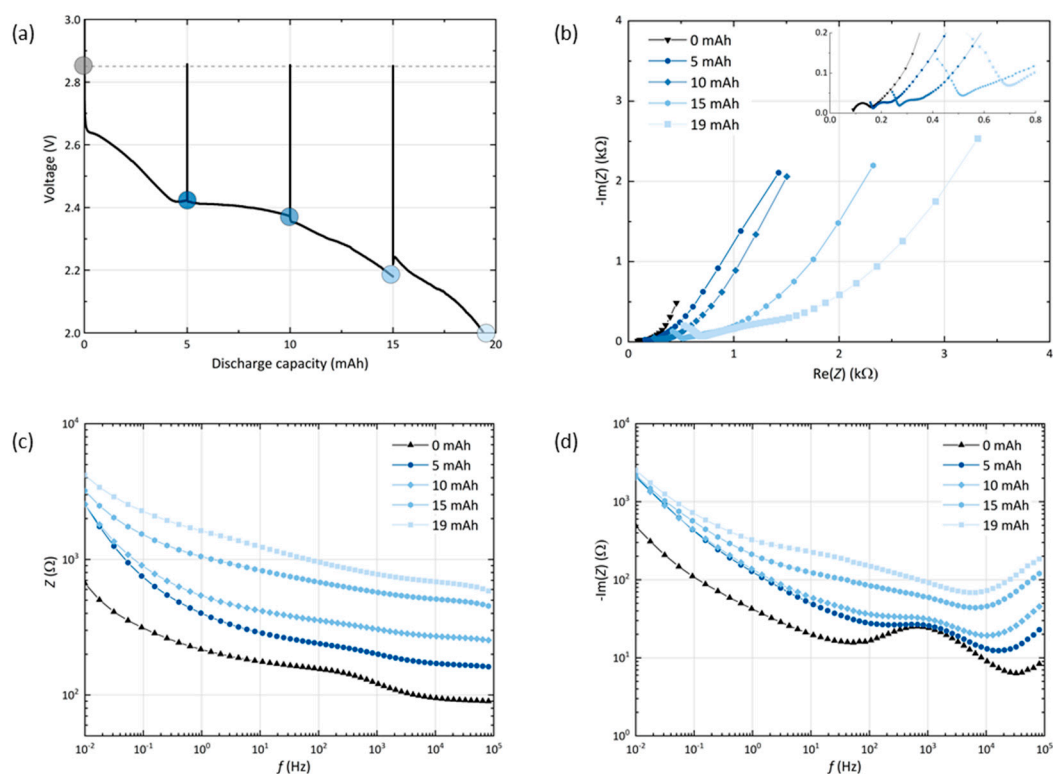 (a)
3.0
2.8
2.6
2.4
2.2
2.0
Voltage (V)
0
5
10
15
20
Discharge capacity (mAh)
(b)
4
3
2
1
0
-Im(Z) (kΩ)
0 mAh
5 mAh
10 mAh
15 mAh
19 mAh
0.2
0.1
0.0
0.0
0.2
0.4
0.6
0.8
0
1
2
3
4
Re(Z) (kΩ)
(c)
10⁴
10³
10²
Z (Ω)
0 mAh
5 mAh
10 mAh
15 mAh
19 mAh
10⁻²
10⁻¹
10⁰
10¹
10²
10³
10⁴
10⁵
f (Hz)
(d)
10⁴
10³
10²
10¹
10⁰
-Im(Z) (Ω)
0 mAh
5 mAh
10 mAh
15 mAh
19 mAh
10⁻²
10⁻¹
10⁰
10¹
10²
10³
10⁴
10⁵
f (Hz)